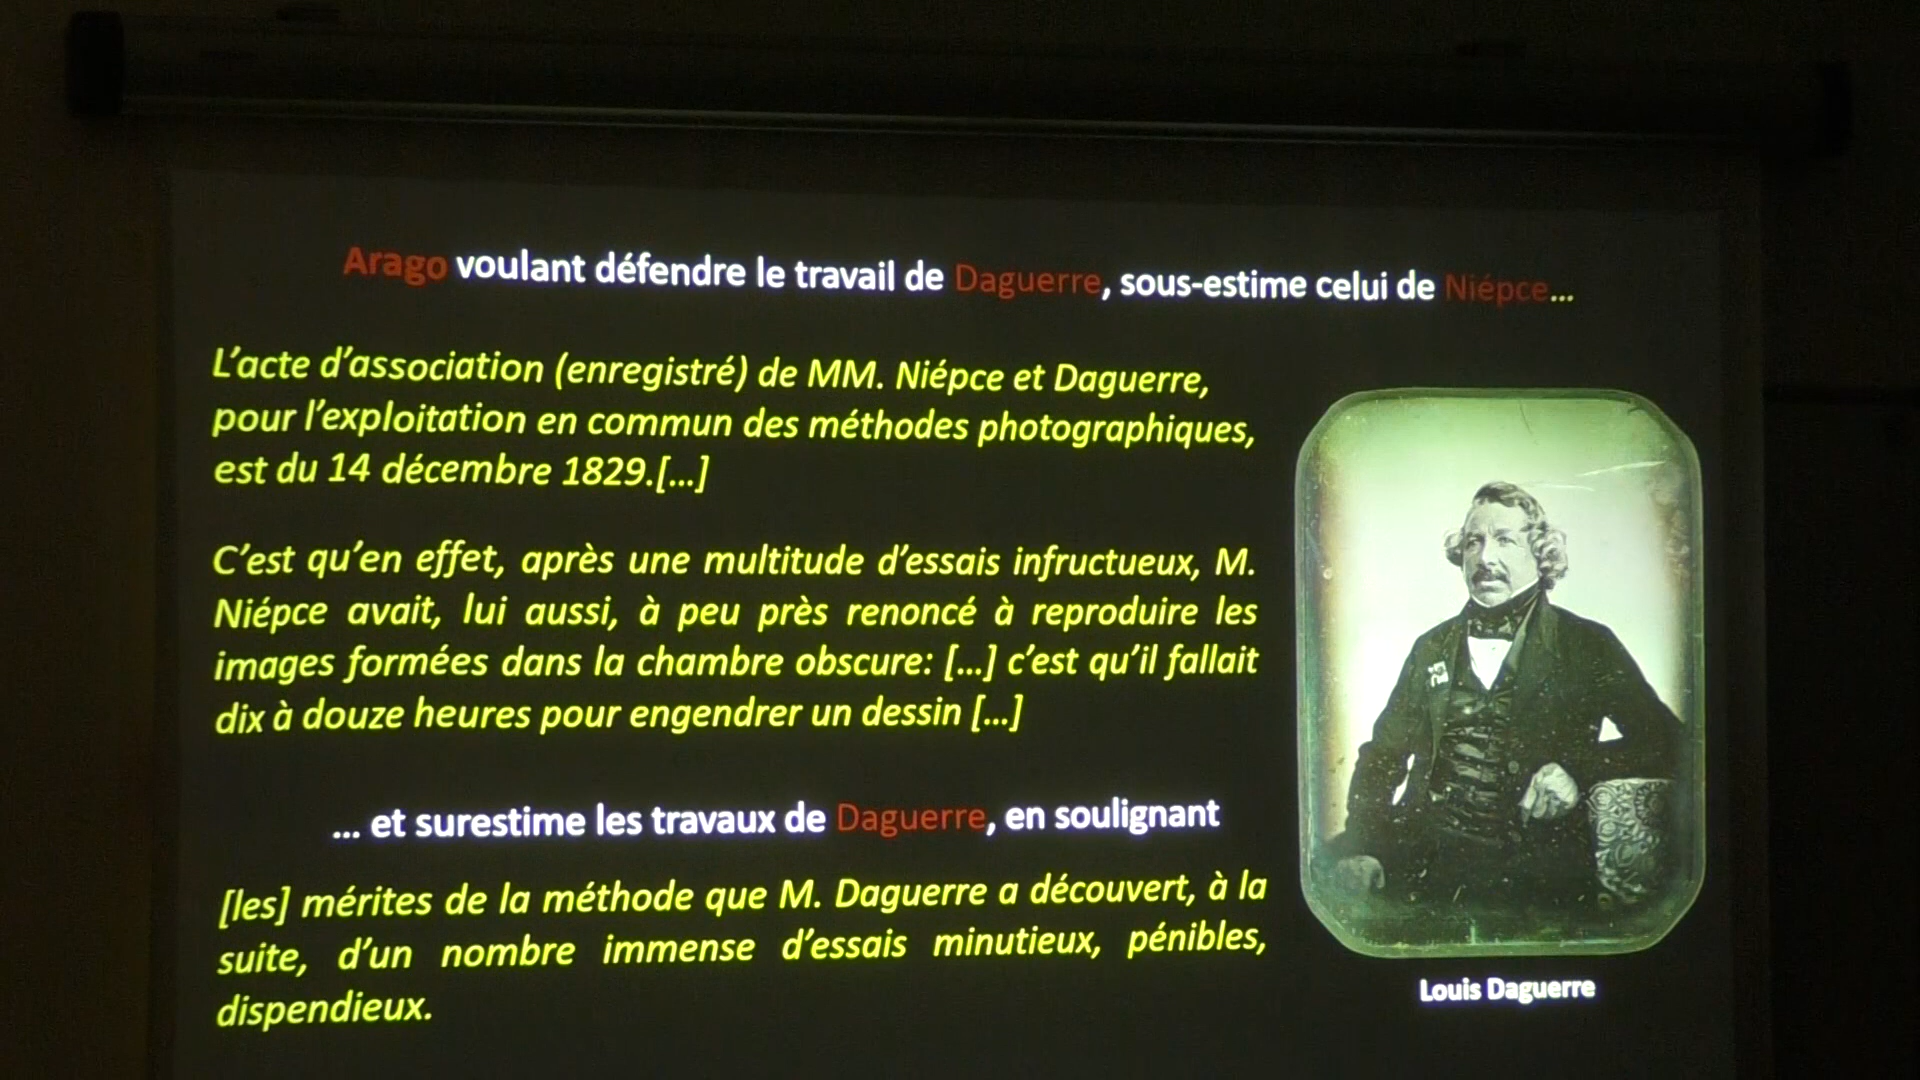 Arago voulant défendre le travail de Daguerre, sous-estime celui de Niépce...
L’acte d’association (enregistré) de MM. Niépce et Daguerre,
pour l’exploitation en commun des méthodes photographiques,
est du 14 décembre 1829.[...]
C’est qu’en effet, après une multitude d’essais infructueux, M.
Niépce avait, lui aussi, à peu près renoncé à reproduire les
images formées dans la chambre obscure: [...] c’est qu’il fallait
dix à douze heures pour engendrer un dessin [...]
... et surestime les travaux de Daguerre, en soulignant
[les] mérites de la méthode que M. Daguerre a découvert, à la
suite, d’un nombre immense d’essais minutieux, pénibles,
dispendieux.
Louis Daguerre